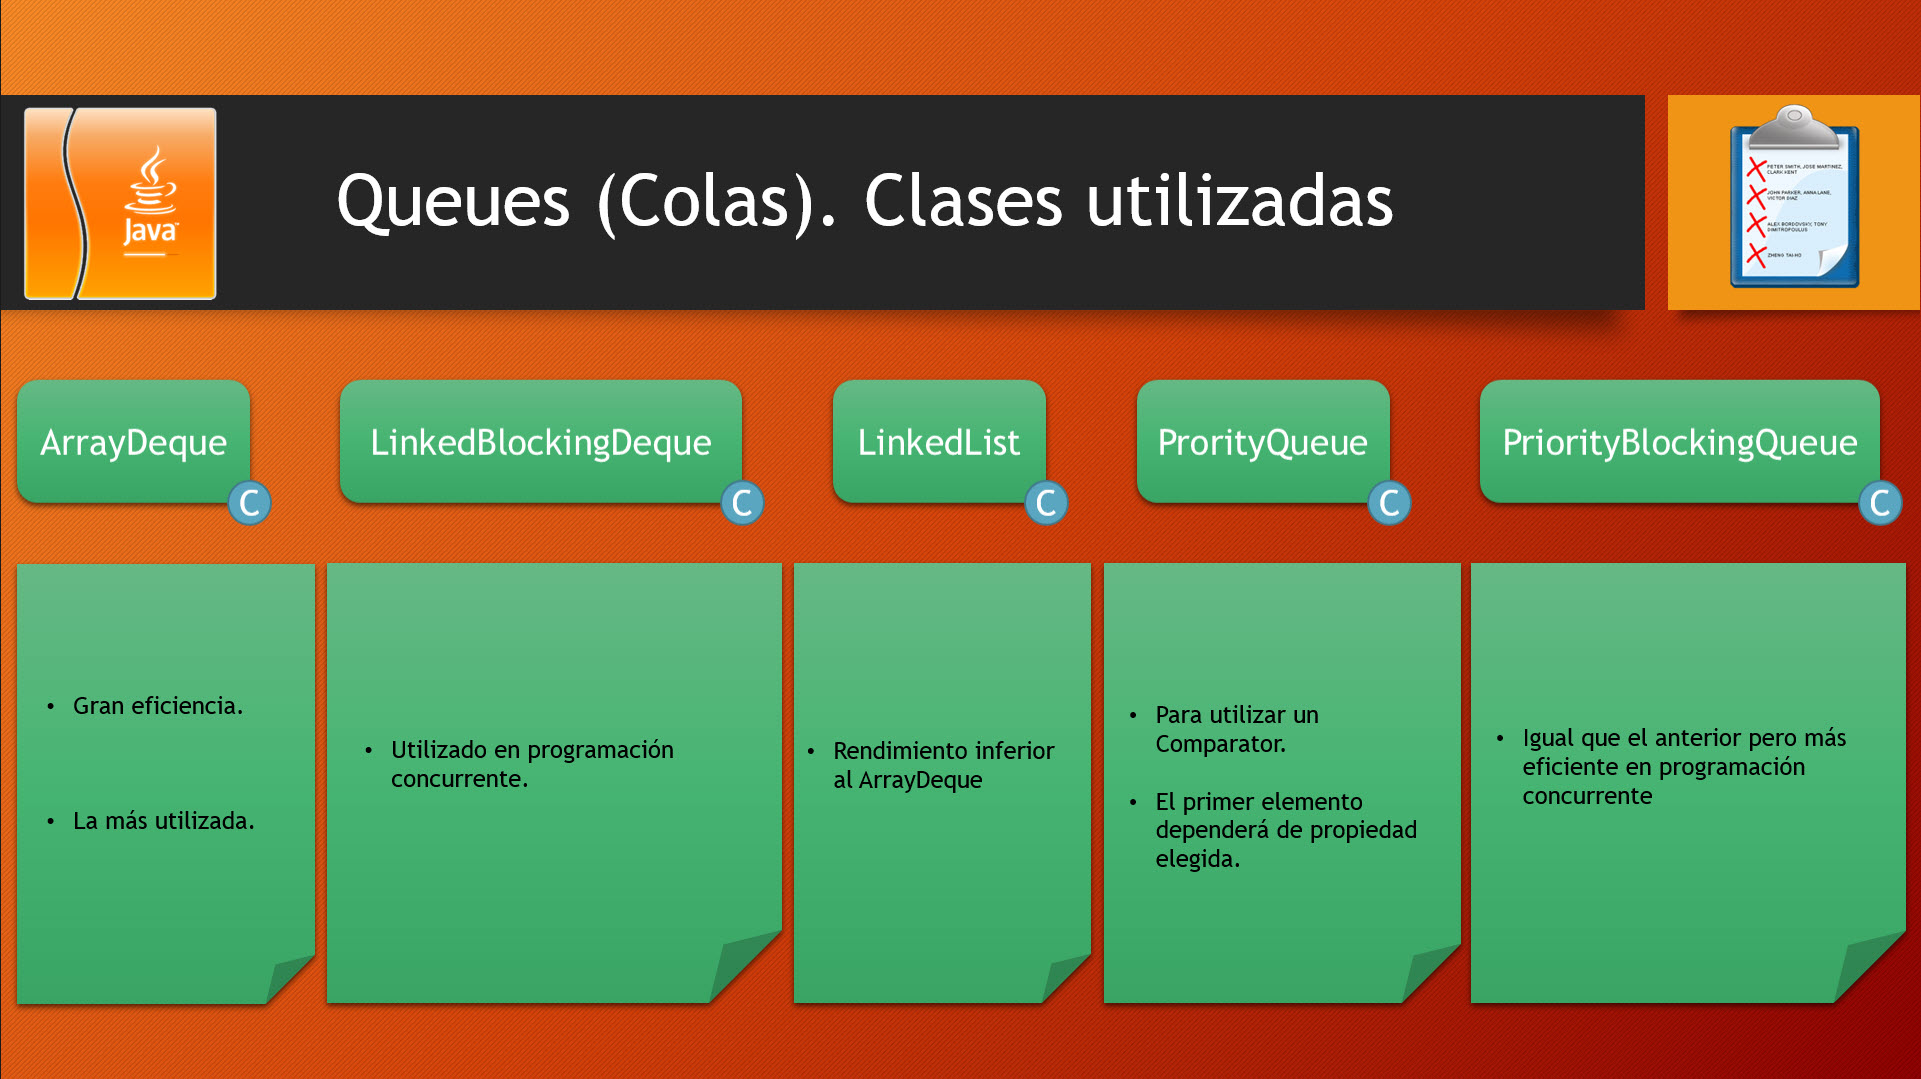 Java
Queues (Colas). Clases utilizadas
PETER SMITH, JOSE MARTINEZ,
CLARK KENT
JOHN PARKER, ANNA LANE,
VICTOR DIAZ
ALEX BORDOVSKY, TONY
DIMITROPOULUS
ZHENG TAI-HO
ArrayDeque
C
LinkedBlockingDeque
C
LinkedList
C
ProrityQueue
C
PriorityBlockingQueue
C
• Gran eficiencia.
• La más utilizada.
• Utilizado en programación
concurrente.
• Rendimiento inferior
al ArrayDeque
• Para utilizar un
Comparator.
• El primer elemento
dependerá de propiedad
elegida.
• Igual que el anterior pero más
eficiente en programación
concurrente